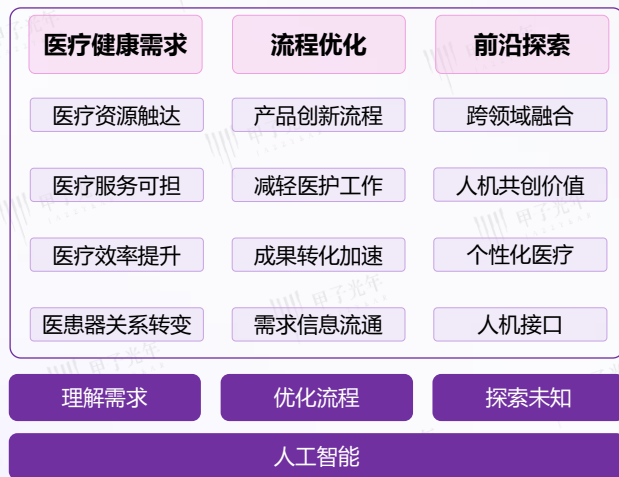 医疗健康需求 流程优化 前沿探索
医疗资源触达 产品创新流程 跨领域融合
医疗服务可担 减轻医护工作 人机共创价值
医疗效率提升 成果转化加速 个性化医疗
医患器关系转变 需求信息流通 人机接口
理解需求 优化流程 探索未知
人工智能
甲子光年